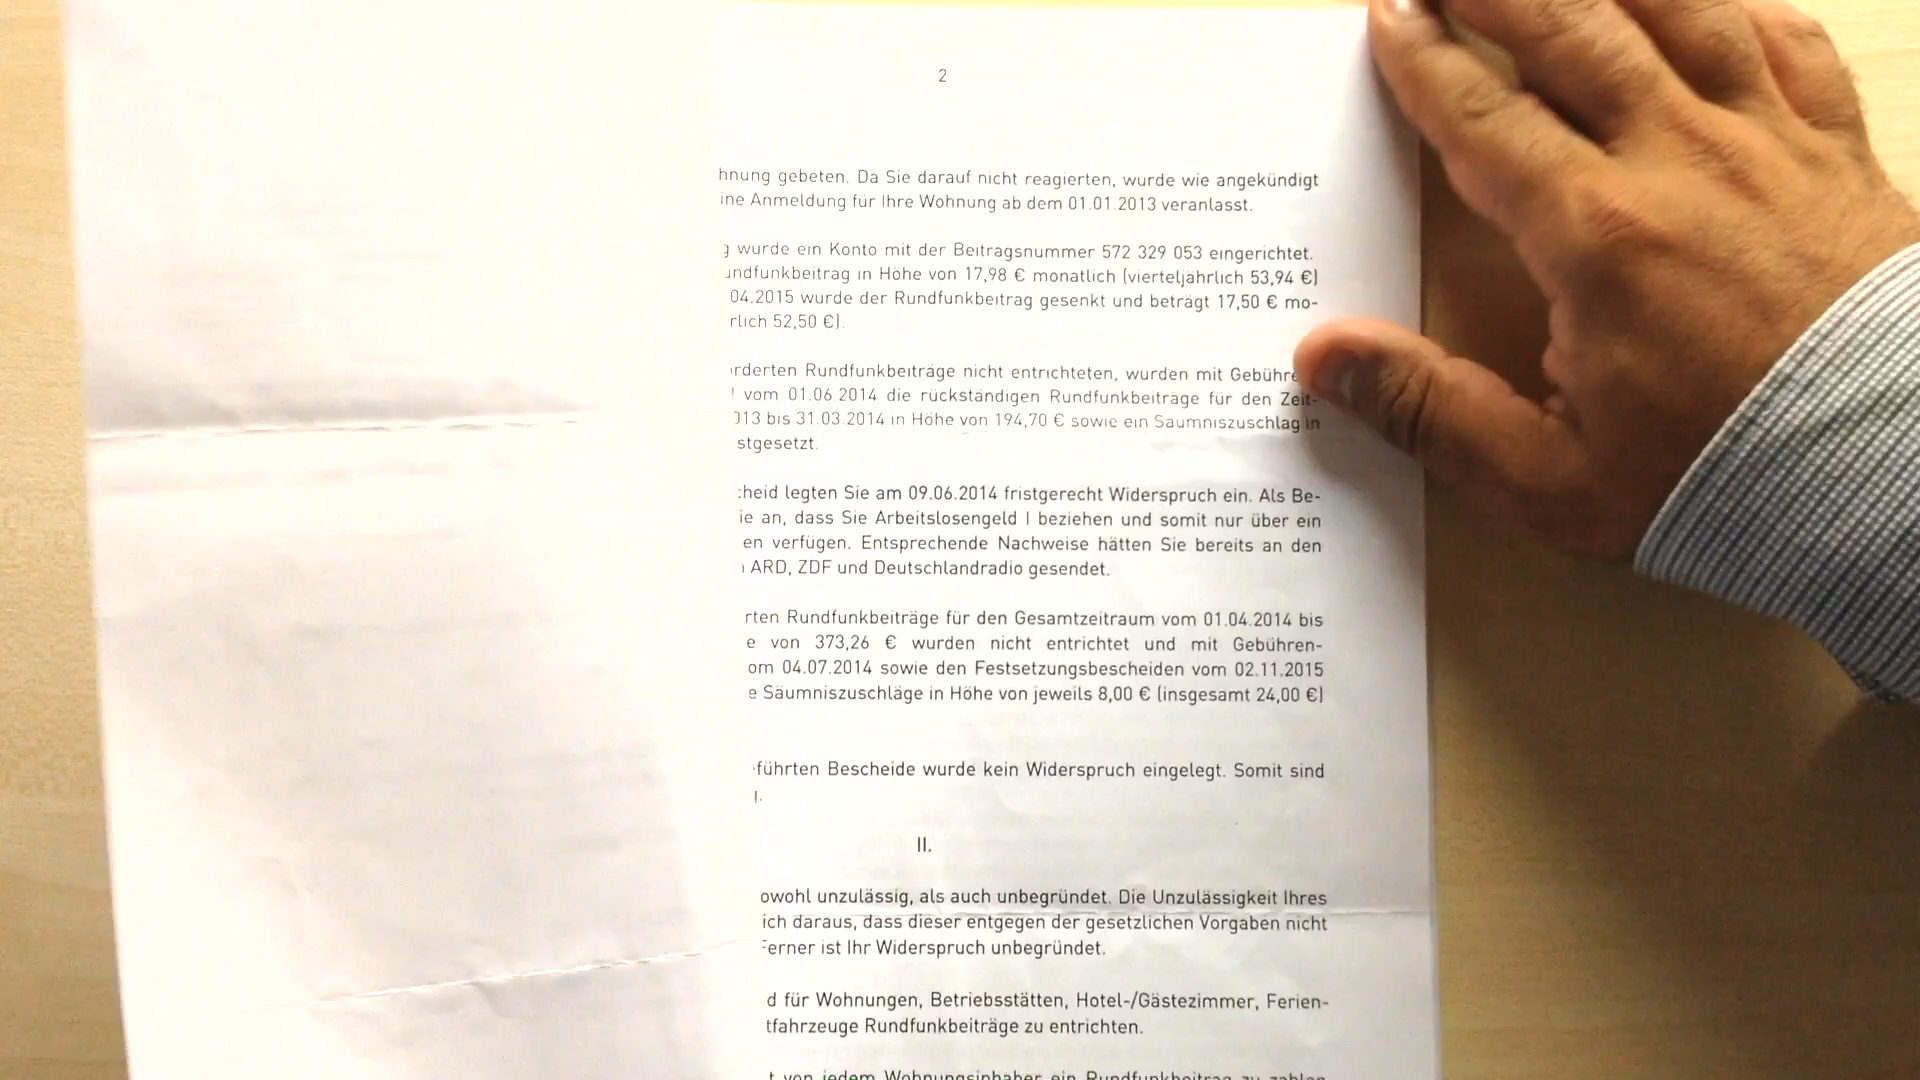 2
hnung gebeten. Da Sie darauf nicht reagierten, wurde wie angekündigt
ine Anmeldung für Ihre Wohnung ab dem 01.01.2013 veranlasst.
g wurde ein Konto mit der Beitragsnummer 572 329 053 eingerichtet.
undfunkbeitrag in Höhe von 17,98 € monatlich (vierteljährlich 53,94 €)
04.2015 wurde der Rundfunkbeitrag gesenkt und beträgt 17,50 € mo-
rlich 52,50 €).
rderten Rundfunkbeiträge nicht entrichteten, wurden mit Gebühre
vom 01.06.2014 die rückständigen Rundfunkbeiträge für den Zeit-
013 bis 31.03.2014 in Höhe von 194,70 € sowie ein Säumniszuschlag in
stgesetzt.
cheid legten Sie am 09.06.2014 fristgerecht Widerspruch ein. Als Be-
ie an, dass Sie Arbeitslosengeld I beziehen und somit nur über ein
en verfügen. Entsprechende Nachweise hätten Sie bereits an den
ARD, ZDF und Deutschlandradio gesendet.
rten Rundfunkbeiträge für den Gesamtzeitraum vom 01.04.2014 bis
e von 373,26 € wurden nicht entrichtet und mit Gebühren-
om 04.07.2014 sowie den Festsetzungsbescheiden vom 02.11.2015
e Säumniszuschläge in Höhe von jeweils 8,00 € (insgesamt 24,00 €)
führten Bescheide wurde kein Widerspruch eingelegt. Somit sind
II.
owohl unzulässig, als auch unbegründet. Die Unzulässigkeit Ihres
ich daraus, dass dieser entgegen der gesetzlichen Vorgaben nicht
Ferner ist Ihr Widerspruch unbegründet.
d für Wohnungen, Betriebsstätten, Hotel-/Gästezimmer, Ferien-
tfahrzeuge Rundfunkbeiträge zu entrichten.
t von jedem Wohnungsinhaber ein Rundfunkbeitrag zu zahlen